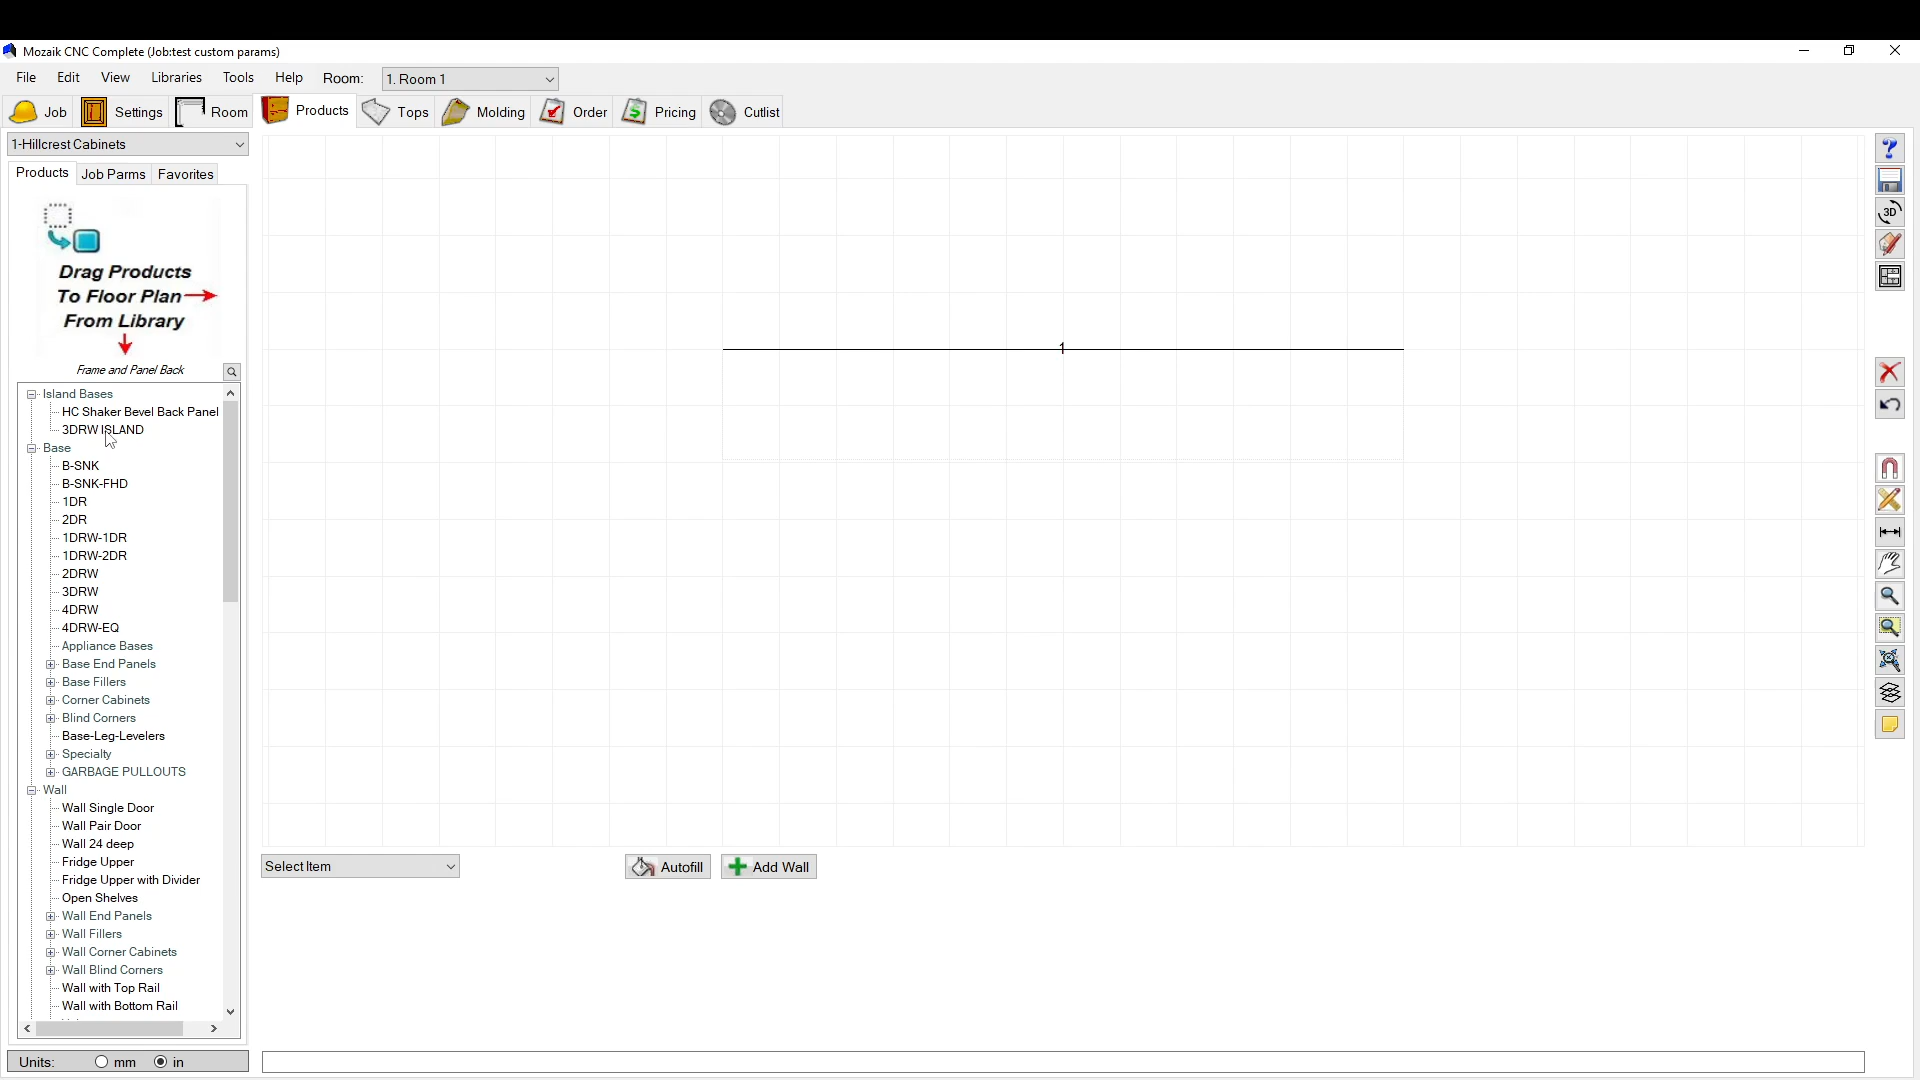 Mozaik CNC Complete (Job:test custom params)
File Edit View Libraries Tools Help Room: 1. Room 1
Job Settings Room Products Tops Molding Order Pricing Cutlist
1-Hillcrest Cabinets
Products Job Parms Favorites
Drag Products
To Floor Plan
From Library
Frame and Panel Back
Island Bases
HC Shaker Bevel Back Panel
3DRW ISLAND
Base
B-SNK
B-SNK-FHD
1DR
2DR
1DRW-1DR
1DRW-2DR
2DRW
3DRW
4DRW
4DRW-EQ
Appliance Bases
Base End Panels
Base Fillers
Corner Cabinets
Blind Corners
Base-Leg-Levelers
Specialty
GARBAGE PULLOUTS
Wall
Wall Single Door
Wall Pair Door
Wall 24 deep
Fridge Upper
Fridge Upper with Divider
Open Shelves
Wall End Panels
Wall Fillers
Wall Corner Cabinets
Wall Blind Corners
Wall with Top Rail
Wall with Bottom Rail
Units: mm in
1
Select Item Autofill Add Wall
?
3D